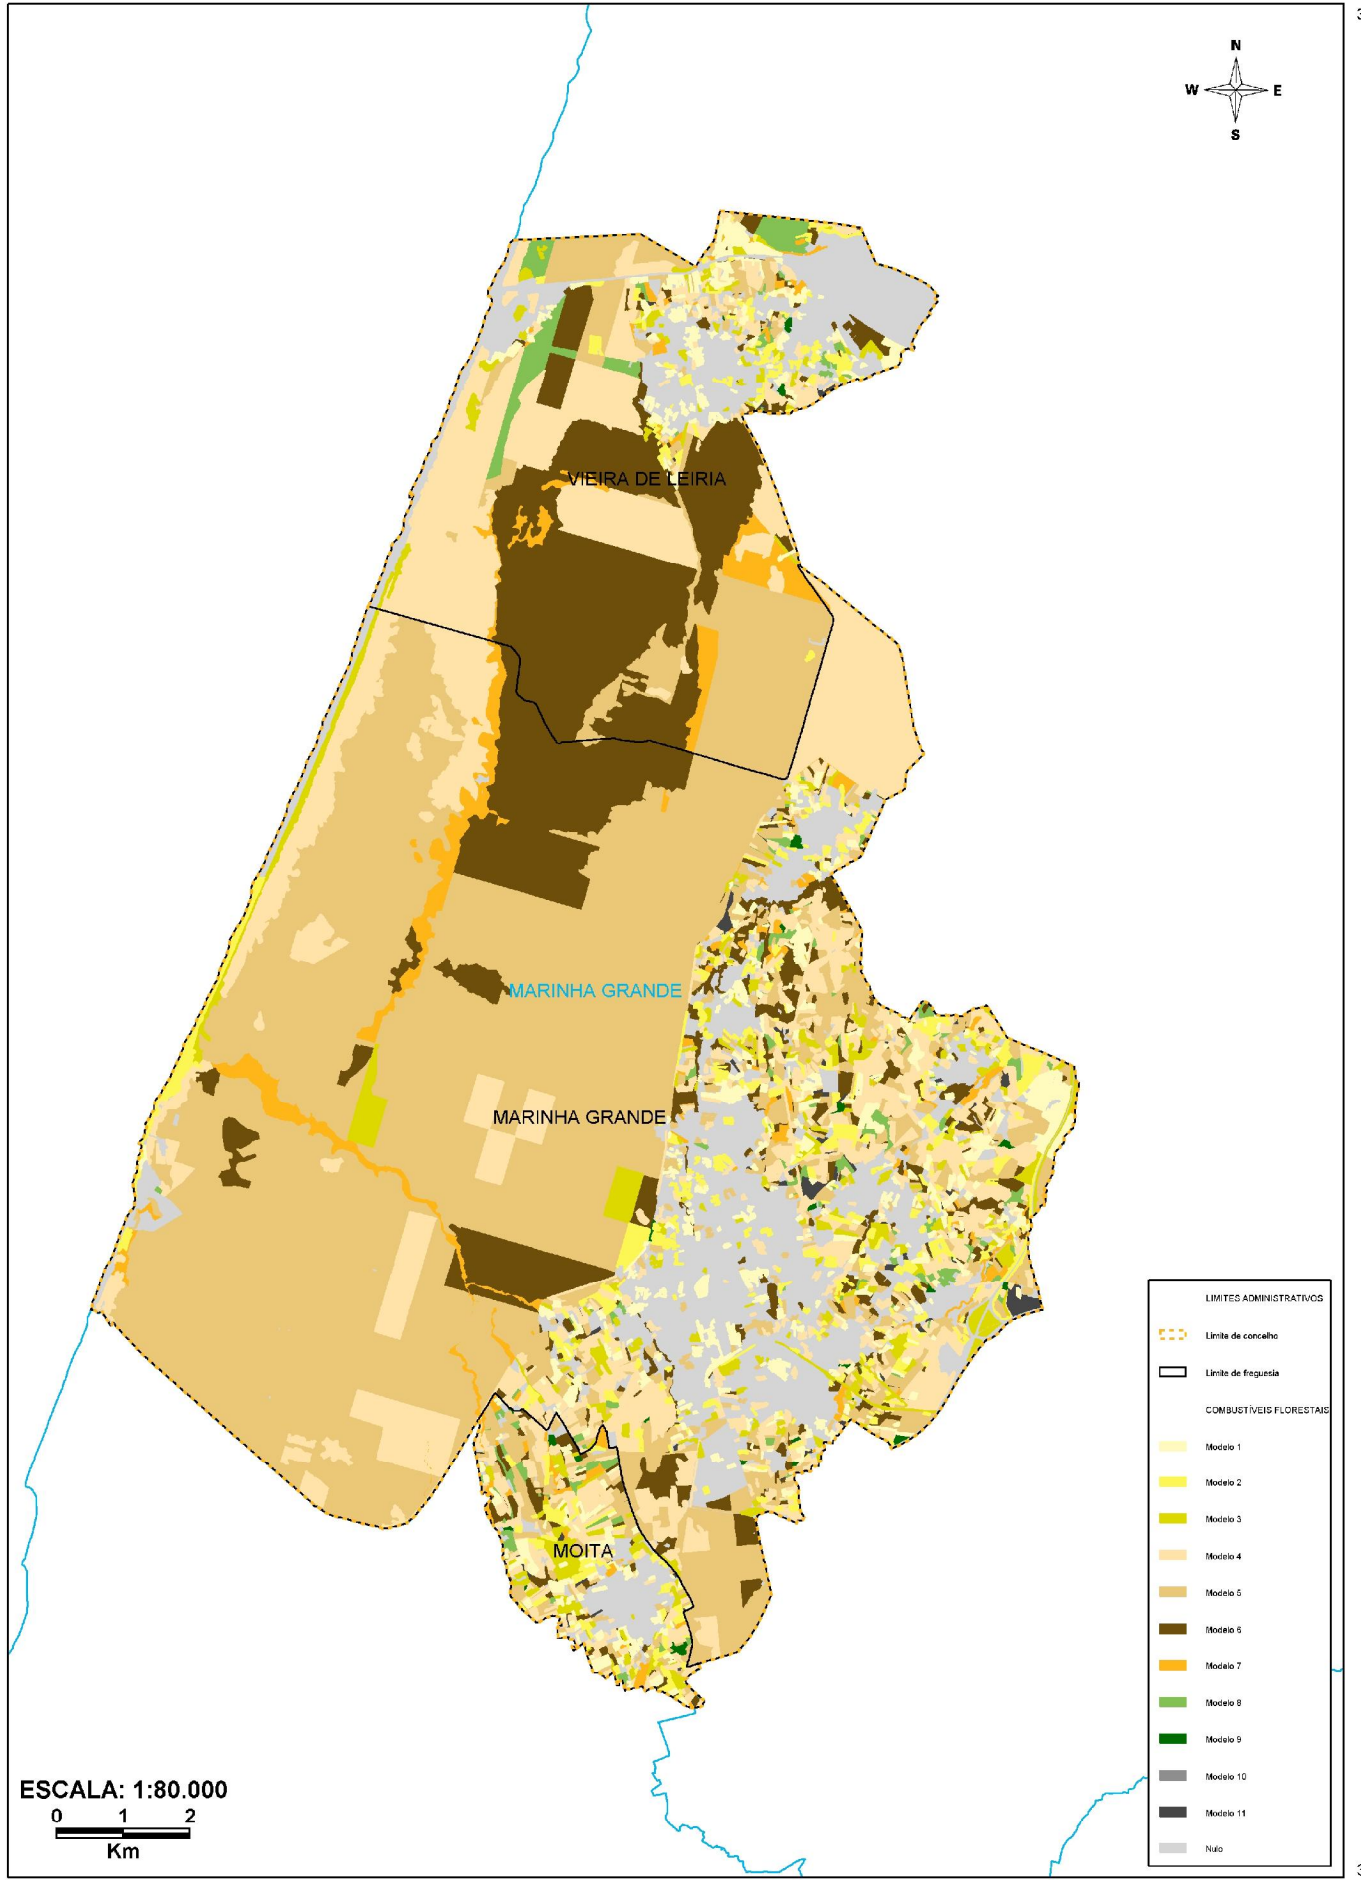 3
N
W E
S
VIEIRA DE LEIRIA
MARINHA GRANDE
MARINHA GRANDE
MOITA
LIMITES ADMINISTRATIVOS
Limite de concelho
Limite de freguesia
COMBUSTÍVEIS FLORESTAIS
Modelo 1
Modelo 2
Modelo 3
Modelo 4
Modelo 5
Modelo 6
Modelo 7
Modelo 8
Modelo 9
Modelo 10
Modelo 11
Nulo
ESCALA: 1:80.000
0 1 2
Km
3